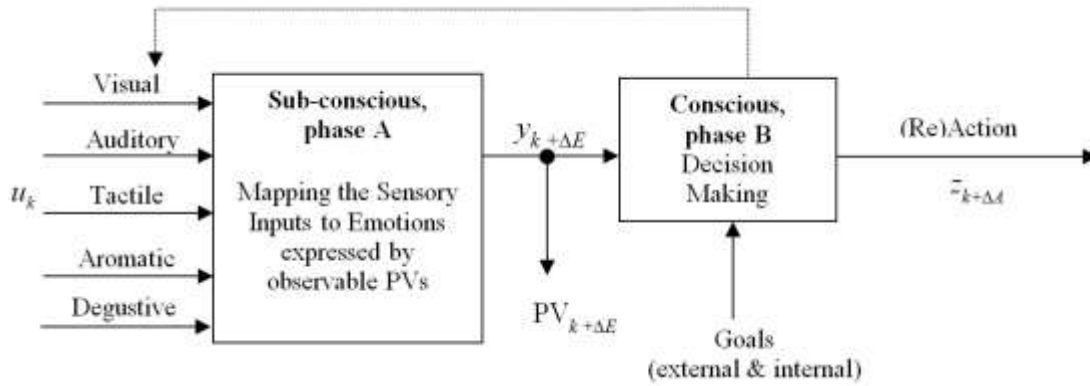 Visual
Auditory
u_k
Tactile
Aromatic
Degustive
Sub-conscious,
phase A
Mapping the Sensory
Inputs to Emotions
expressed by
observable PVs
y_{k+ΔE}
PV_{k+ΔE}
Conscious,
phase B
Decision
Making
Goals
(external & internal)
(Re)Action
z_{k+ΔA}